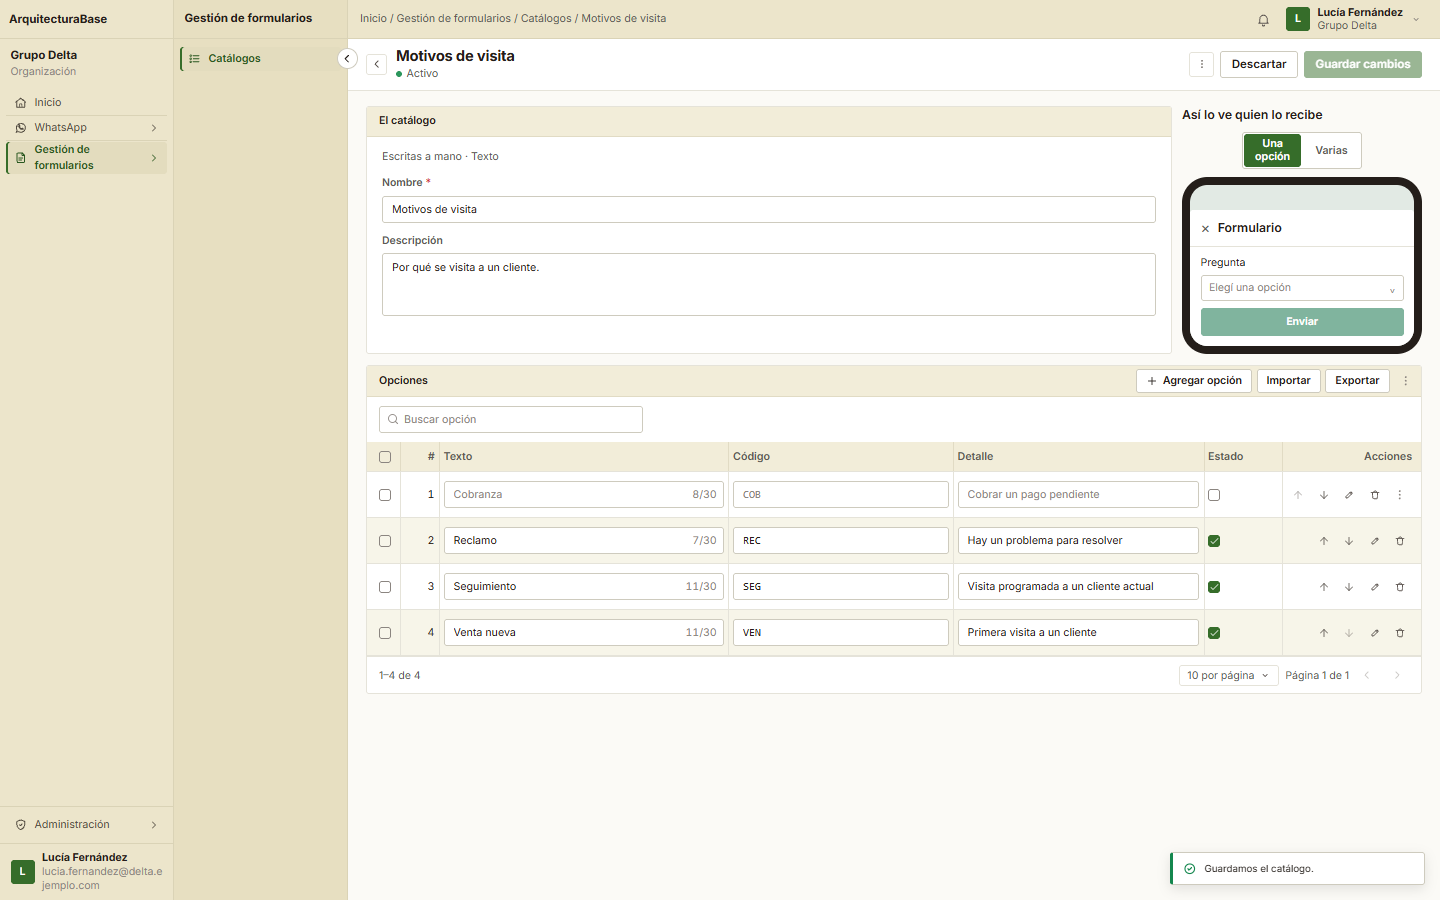 ArquitecturaBase
Grupo Delta
Organización
Inicio
WhatsApp
Gestión de
formularios
Administración
Lucía Fernández
lucia.fernandez@delta.e
jemplo.com
L
Gestión de formularios
Catálogos
Inicio / Gestión de formularios / Catálogos / Motivos de visita
L
Lucía Fernández
Grupo Delta
Motivos de visita
Activo
Descartar
Guardar cambios
El catálogo
Escritas a mano · Texto
Nombre *
Motivos de visita
Descripción
Por qué se visita a un cliente.
Así lo ve quien lo recibe
Una
opción
Varias
Formulario
Pregunta
Elegí una opción
Enviar
Opciones
Agregar opción
Importar
Exportar
Buscar opción
# Texto Código Detalle Estado Acciones
1 Cobranza 8/30 COB Cobrar un pago pendiente
2 Reclamo 7/30 REC Hay un problema para resolver
3 Seguimiento 11/30 SEG Visita programada a un cliente actual
4 Venta nueva 11/30 VEN Primera visita a un cliente
1–4 de 4
10 por página
Página 1 de 1
Guardamos el catálogo.